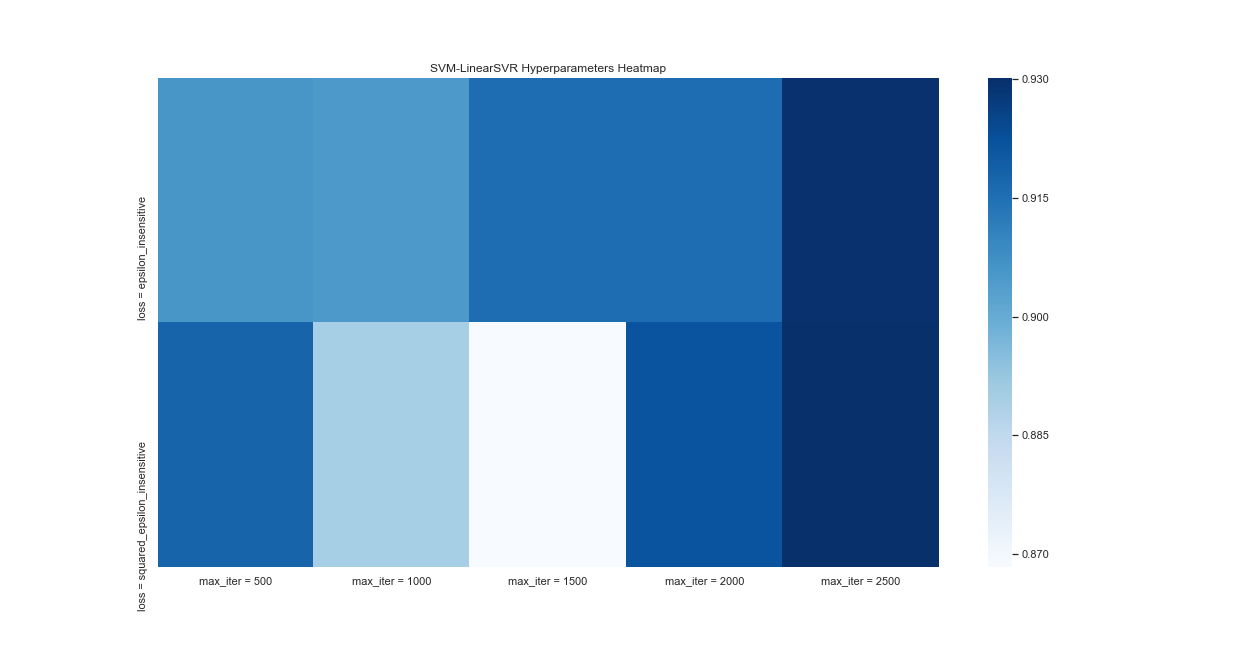 SVM-LinearSVR Hyperparameters Heatmap
loss = epsilon_insensitive
loss = squared_epsilon_insensitive
max_iter = 500
max_iter = 1000
max_iter = 1500
max_iter = 2000
max_iter = 2500
0.930
0.915
0.900
0.885
0.870